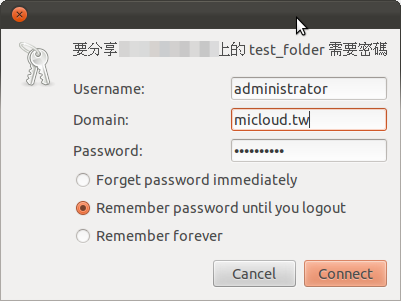 要分享 上的 test_folder 需要密碼
Username: administrator
Domain: micloud.tw
Password: ••••••••••
Forget password immediately
Remember password until you logout
Remember forever
Cancel Connect